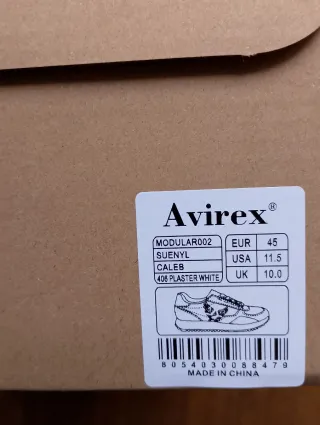 Avirex®
MODULAR002
SUENYL
CALEB
406 PLASTER WHITE
EUR 45
USA 11.5
UK 10.0
8054030088479
MADE IN CHINA